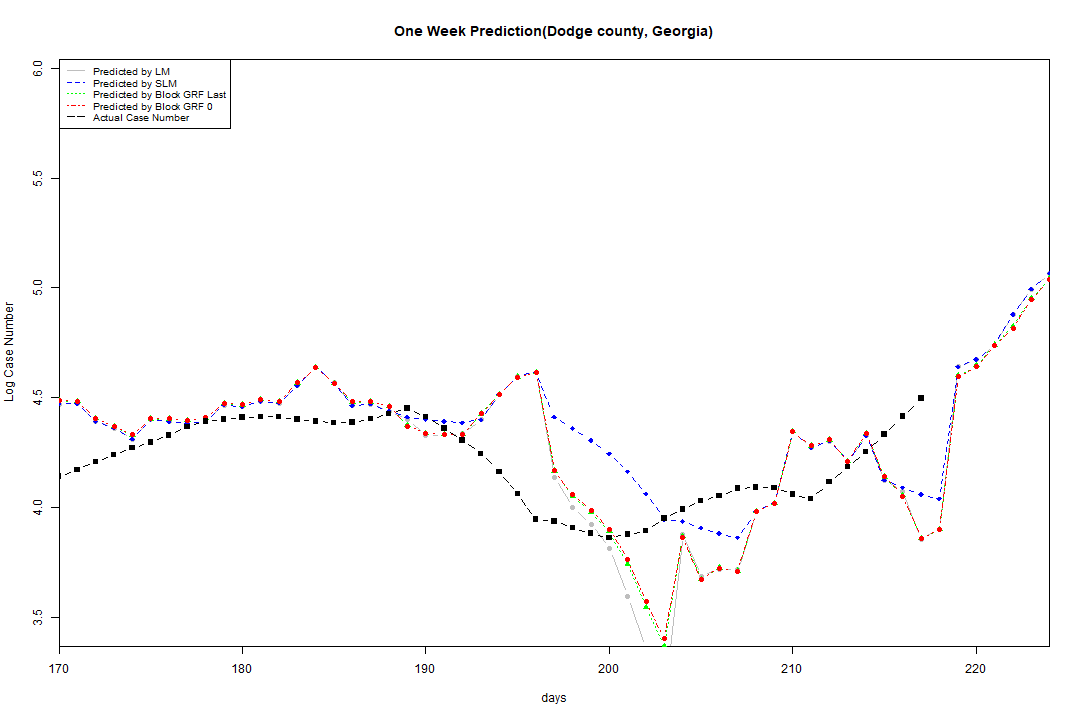 One Week Prediction(Dodge county, Georgia)
Predicted by LM
Predicted by SLM
Predicted by Block GRF Last
Predicted by Block GRF 0
Actual Case Number
6.0
5.5
5.0
4.5
4.0
3.5
Log Case Number
170 180 190 200 210 220
days